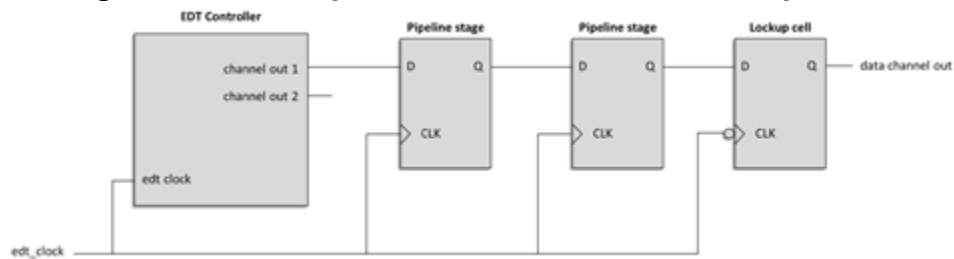 EDT Controller
Pipeline stage
Pipeline stage
Lockup cell
channel out 1
D
Q
D
Q
D
Q
data channel out
channel out 2
CLK
CLK
CLK
edt clock
edt_clock